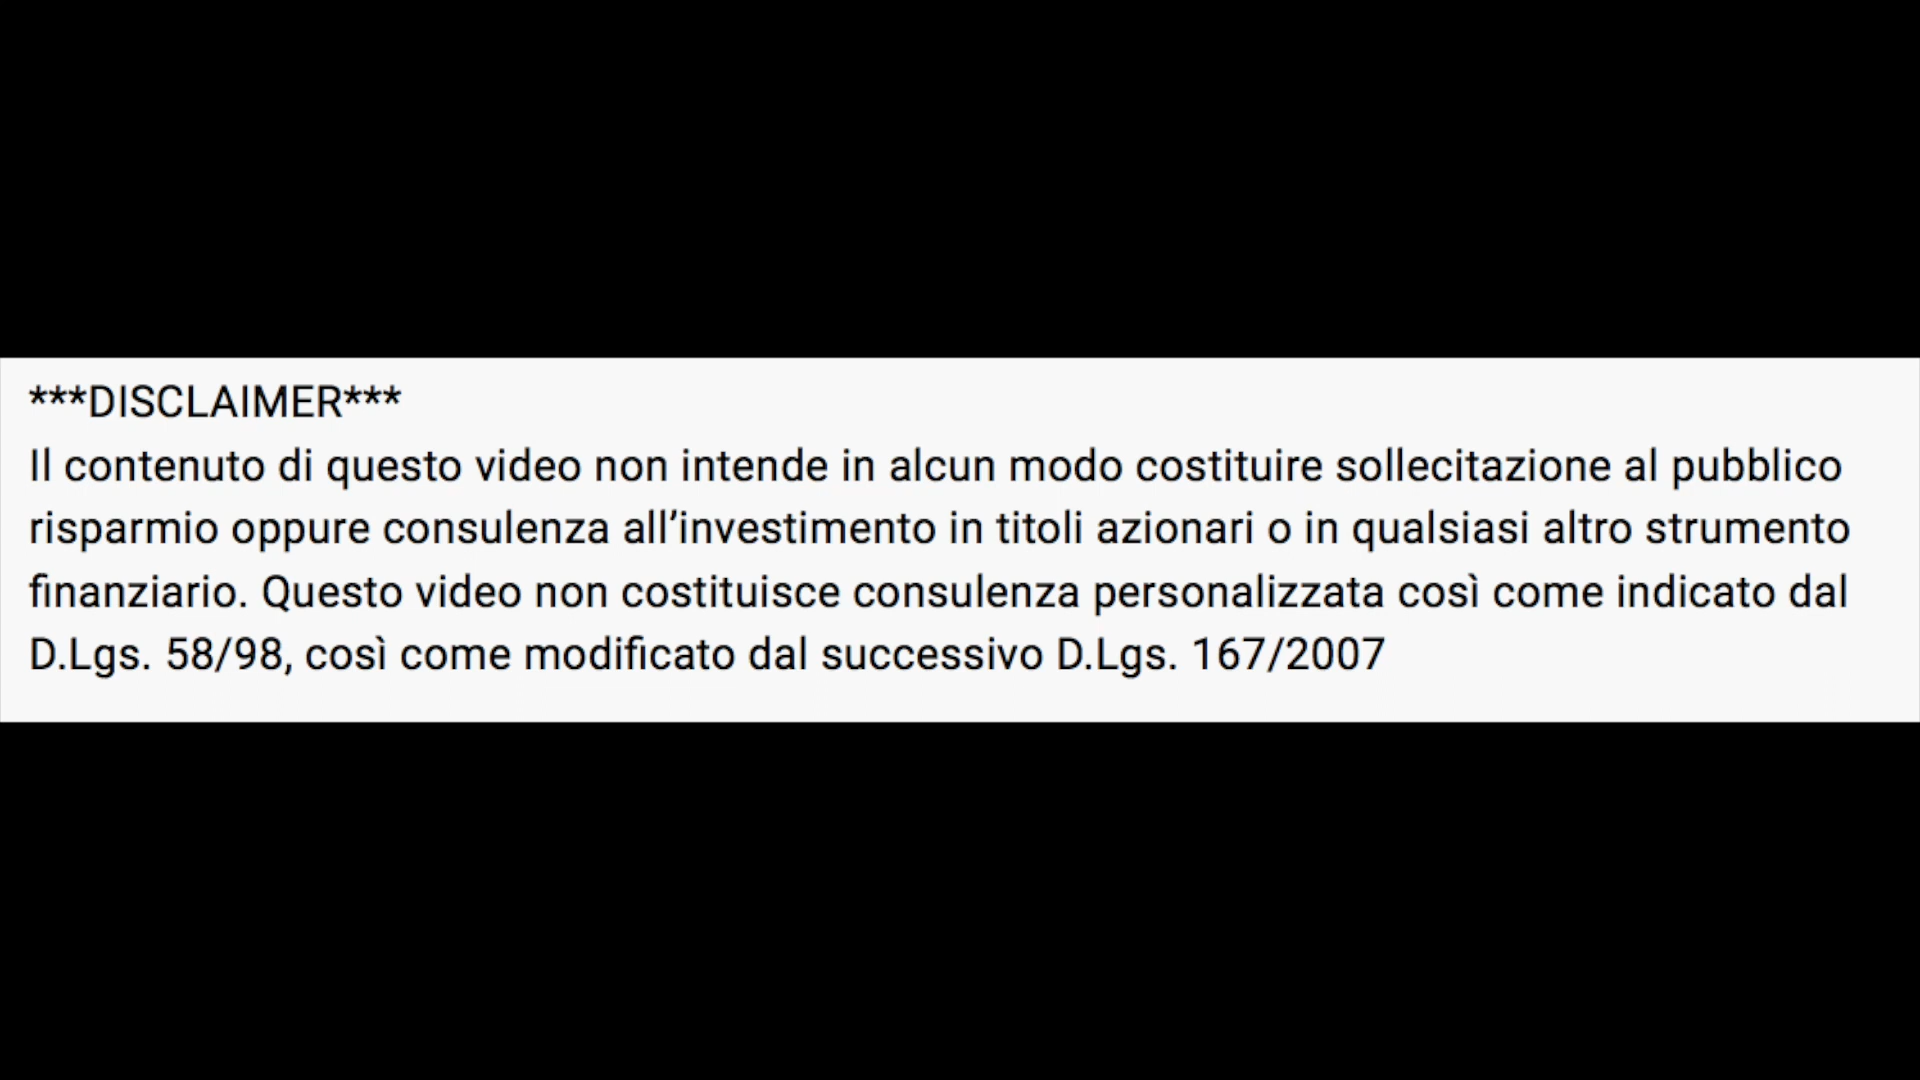 ***DISCLAIMER***
Il contenuto di questo video non intende in alcun modo costituire sollecitazione al pubblico
risparmio oppure consulenza all’investimento in titoli azionari o in qualsiasi altro strumento
finanziario. Questo video non costituisce consulenza personalizzata così come indicato dal
D.Lgs. 58/98, così come modificato dal successivo D.Lgs. 167/2007